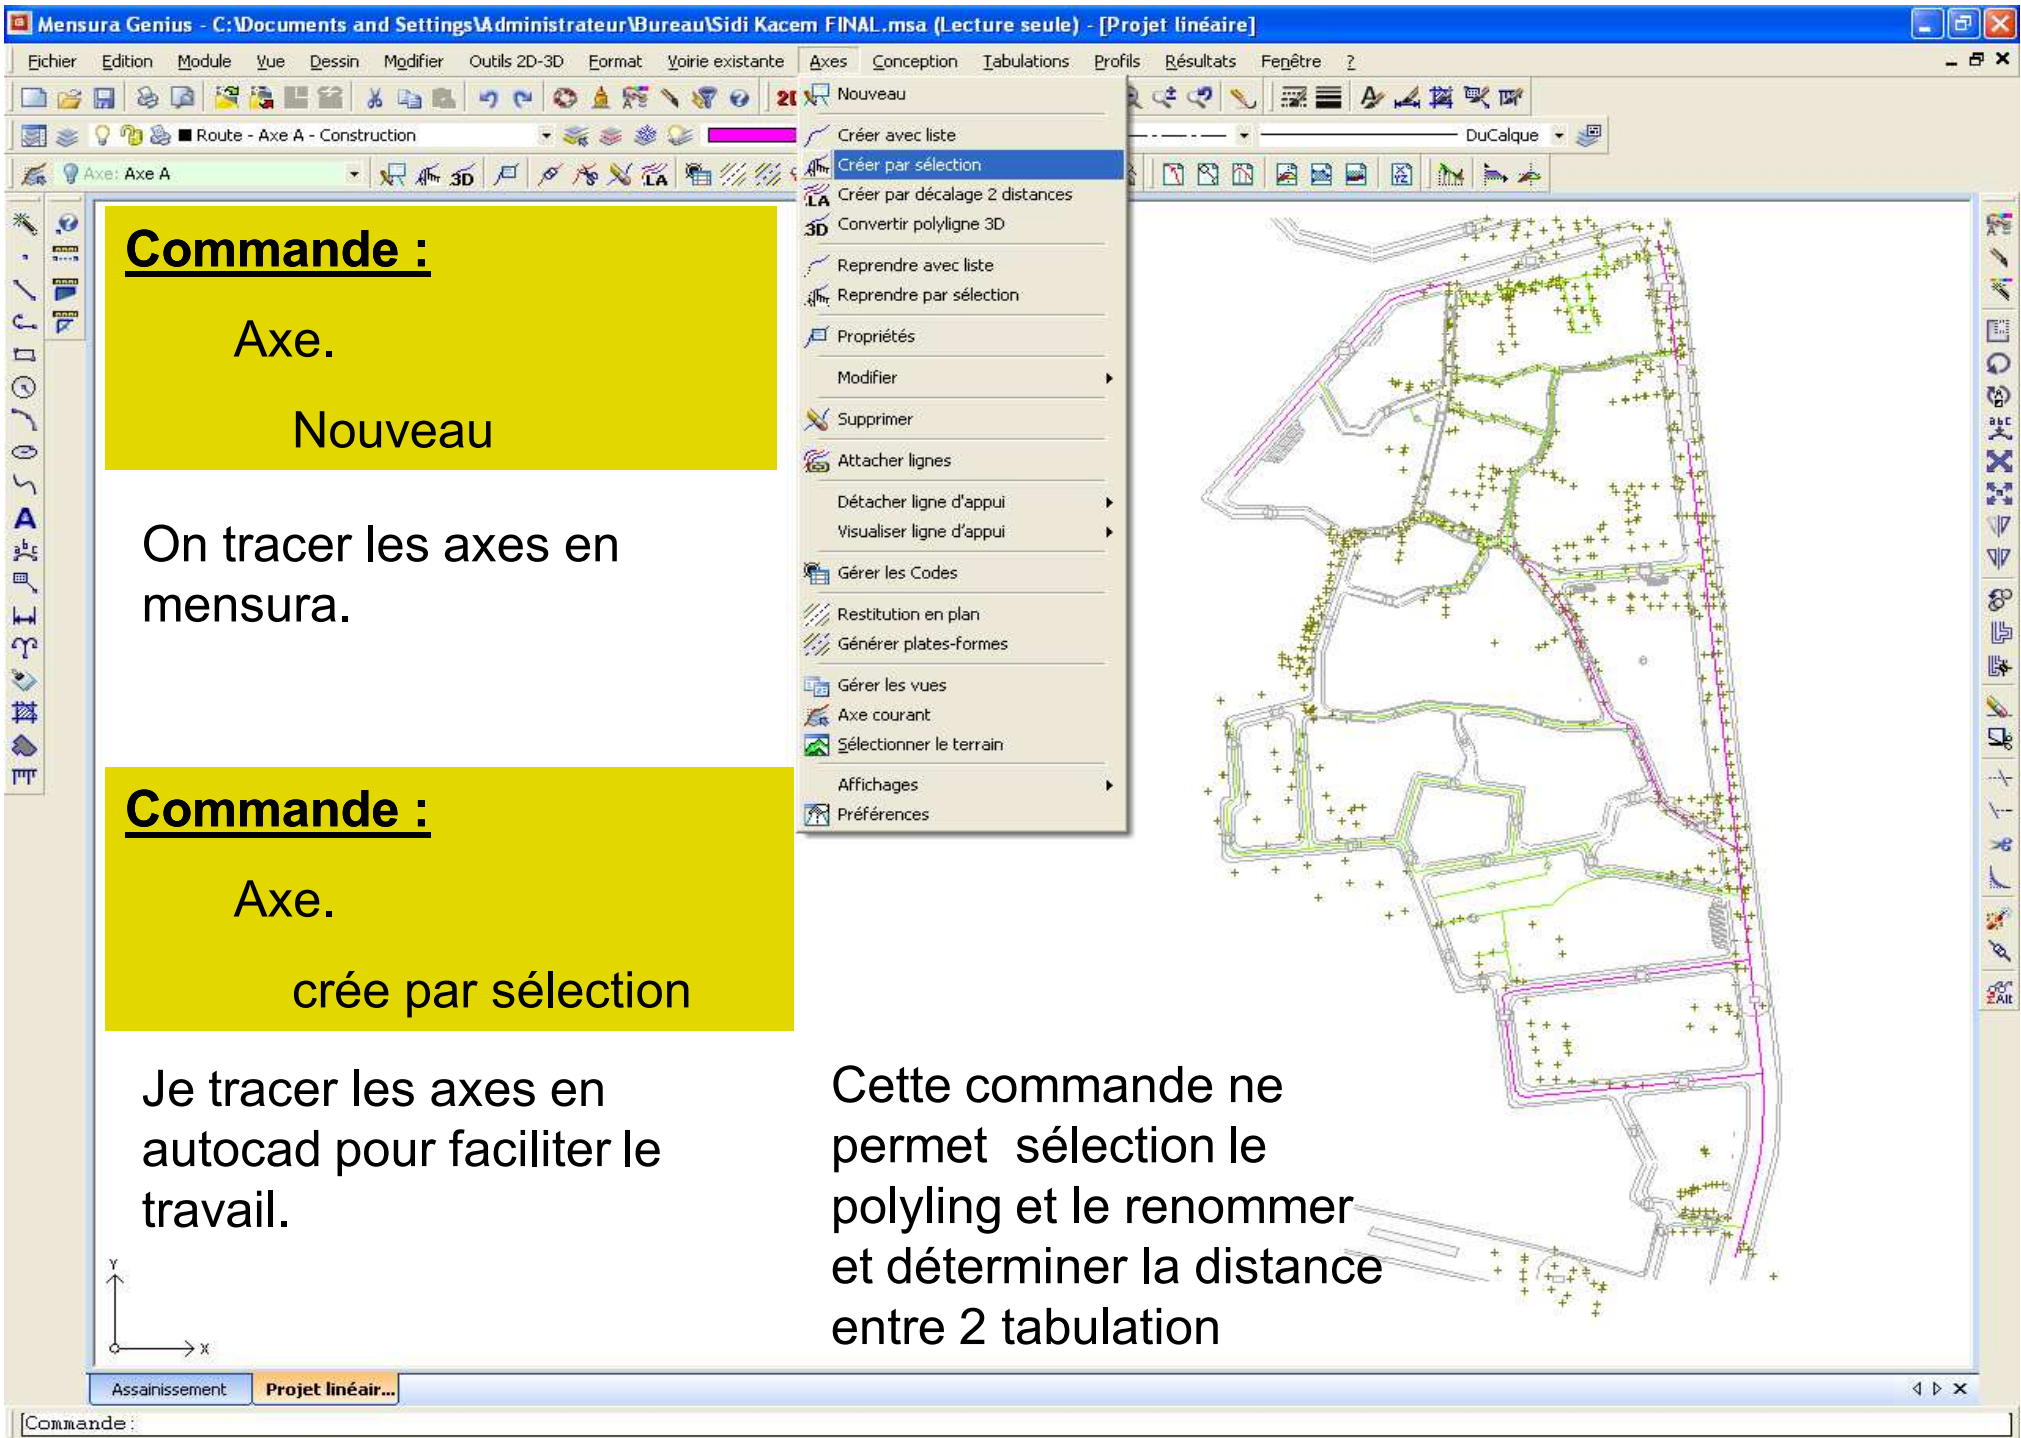 Mensura Genius - C:\Documents and Settings\Administrateur\Bureau\Sidi Kacem FINAL.msa (Lecture seule) - [Projet linéaire]
Eichier Edition Module Vue Dessin Modifier Outils 2D-3D Format Voirie existante Axes Conception Tabulations Profils Résultats Fenêtre ?
Route - Axe A - Construction
DuCalque
Axe: Axe A
Nouveau
Créer avec liste
Créer par sélection
Créer par décalage 2 distances
Convertir polyligne 3D
Reprendre avec liste
Reprendre par sélection
Propriétés
Modifier
Supprimer
Attacher lignes
Détacher ligne d'appui
Visualiser ligne d'appui
Gérer les Codes
Restitution en plan
Générer plates-formes
Gérer les vues
Axe courant
Sélectionner le terrain
Affichages
Préférences
Commande :
Axe.
Nouveau
On tracer les axes en
mensura.
Commande :
Axe.
crée par sélection
Je tracer les axes en
autocad pour faciliter le
travail.
Cette commande ne
permet  sélection le
polyling et le renommer
et déterminer la distance
entre 2 tabulation
Y
X
Assainissement
Projet linéair...
Commande: